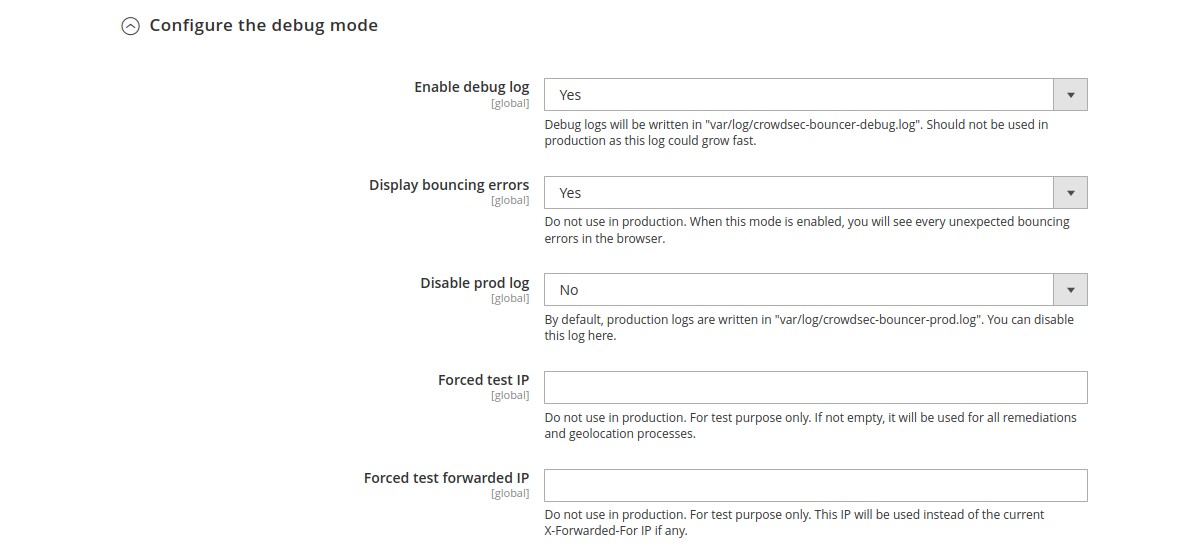 Configure the debug mode
Enable debug log
[global]
Yes
Debug logs will be written in "var/log/crowdsec-bouncer-debug.log". Should not be used in
production as this log could grow fast.
Display bouncing errors
[global]
Yes
Do not use in production. When this mode is enabled, you will see every unexpected bouncing
errors in the browser.
Disable prod log
[global]
No
By default, production logs are written in "var/log/crowdsec-bouncer-prod.log". You can disable
this log here.
Forced test IP
[global]
Do not use in production. For test purpose only. If not empty, it will be used for all remediations
and geolocation processes.
Forced test forwarded IP
[global]
Do not use in production. For test purpose only. This IP will be used instead of the current
X-Forwarded-For IP if any.